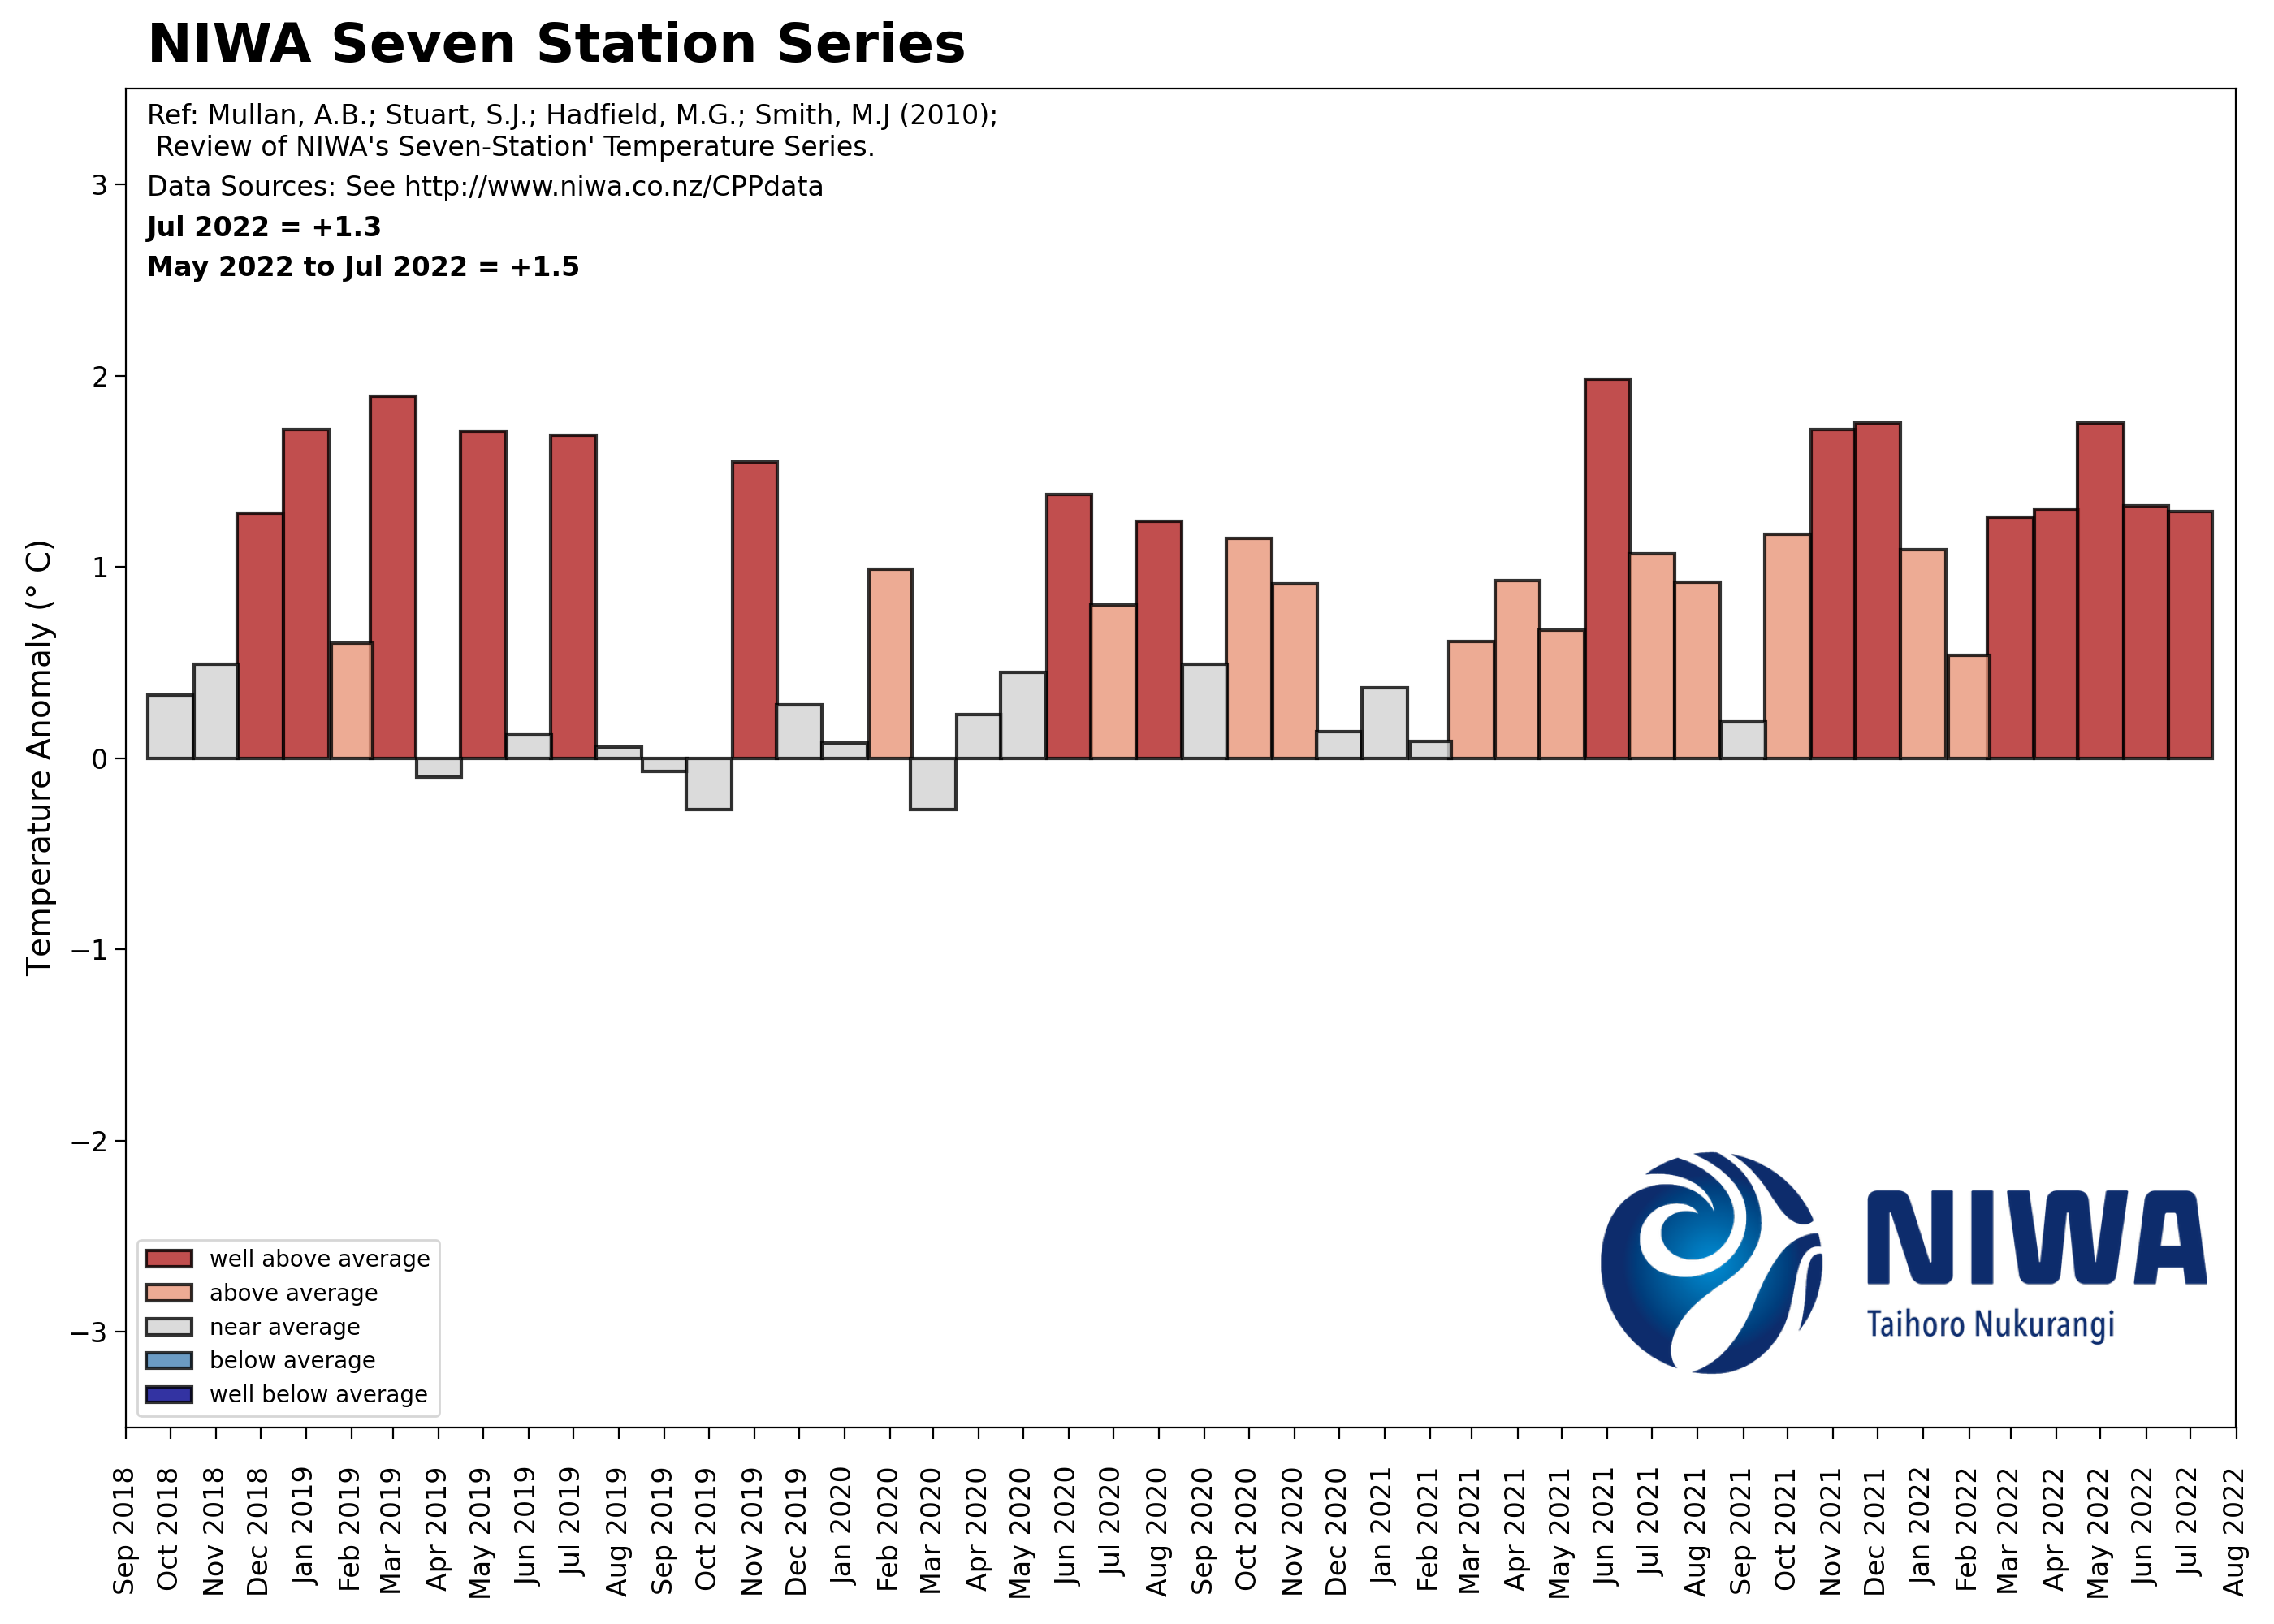 NIWA Seven Station Series
Ref: Mullan, A.B.; Stuart, S.J.; Hadfield, M.G.; Smith, M.J (2010);
Review of NIWA's Seven-Station' Temperature Series.
Data Sources: See http://www.niwa.co.nz/CPPdata
Jul 2022 = +1.3
May 2022 to Jul 2022 = +1.5
Temperature Anomaly (° C)
3
2
1
0
−1
−2
−3
well above average
above average
near average
below average
well below average
NIWA
Taihoro Nukurangi
Sep 2018
Oct 2018
Nov 2018
Dec 2018
Jan 2019
Feb 2019
Mar 2019
Apr 2019
May 2019
Jun 2019
Jul 2019
Aug 2019
Sep 2019
Oct 2019
Nov 2019
Dec 2019
Jan 2020
Feb 2020
Mar 2020
Apr 2020
May 2020
Jun 2020
Jul 2020
Aug 2020
Sep 2020
Oct 2020
Nov 2020
Dec 2020
Jan 2021
Feb 2021
Mar 2021
Apr 2021
May 2021
Jun 2021
Jul 2021
Aug 2021
Sep 2021
Oct 2021
Nov 2021
Dec 2021
Jan 2022
Feb 2022
Mar 2022
Apr 2022
May 2022
Jun 2022
Jul 2022
Aug 2022